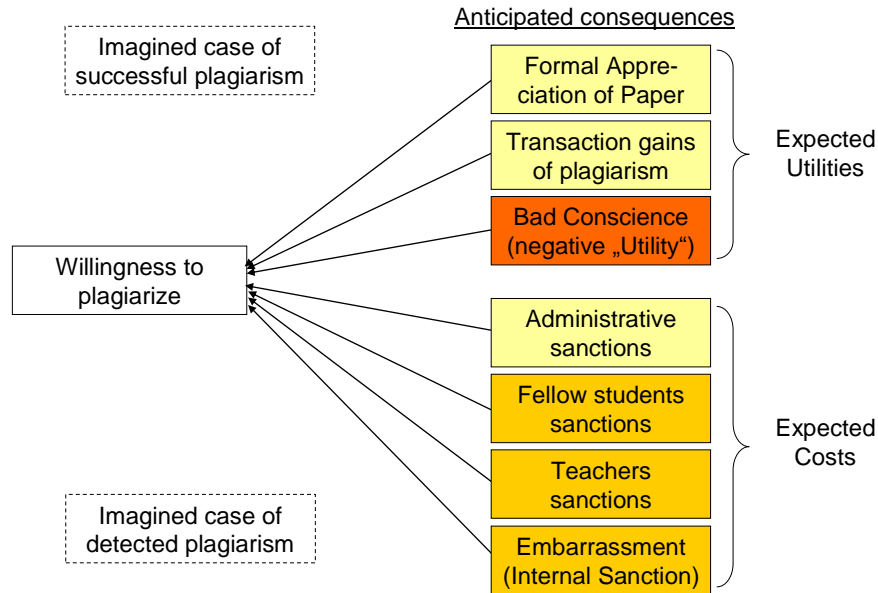 Anticipated consequences
Imagined case of
successful plagiarism
Formal Appre-
ciation of Paper
Transaction gains
of plagiarism
Bad Conscience
(negative „Utility“)
Expected
Utilities
Willingness to
plagiarize
Administrative
sanctions
Fellow students
sanctions
Teachers
sanctions
Embarrassment
(Internal Sanction)
Expected
Costs
Imagined case of
detected plagiarism